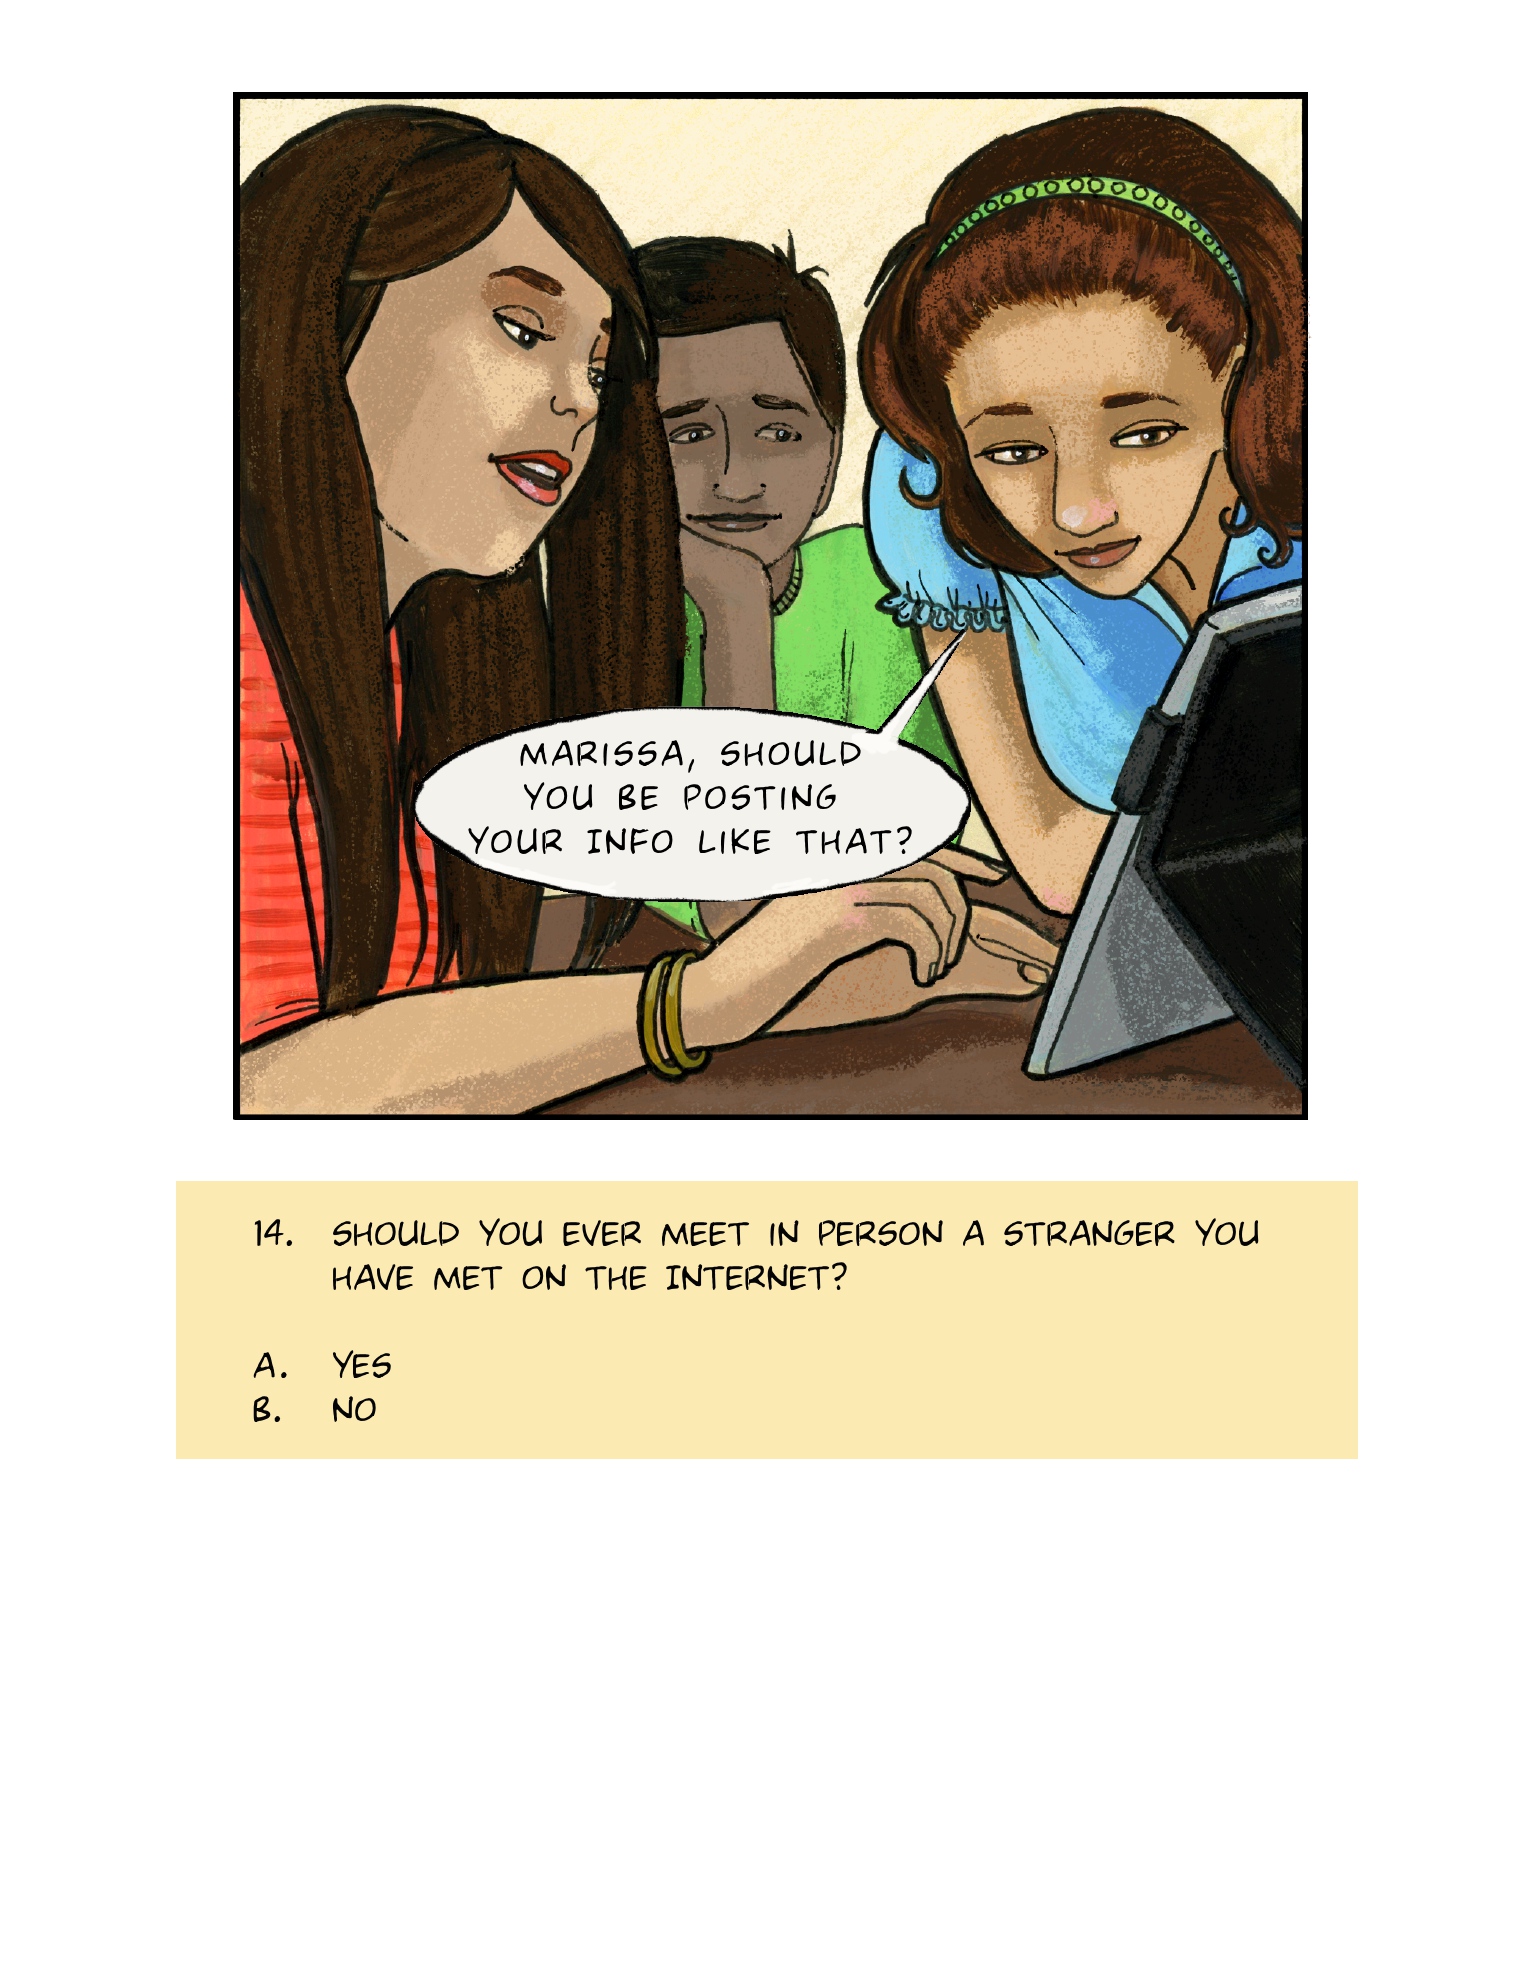 MARISSA, SHOULD
YOU BE POSTING
YOUR INFO LIKE THAT?
14. SHOULD YOU EVER MEET IN PERSON A STRANGER YOU
HAVE MET ON THE INTERNET?
A. YES
B. NO